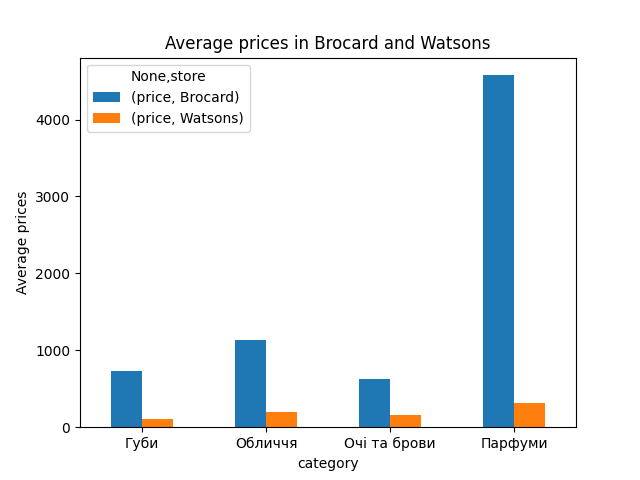 Average prices in Brocard and Watsons
None,store
(price, Brocard)
(price, Watsons)
Average prices
4000
3000
2000
1000
0
Губи
Обличчя
Очі та брови
Парфуми
category